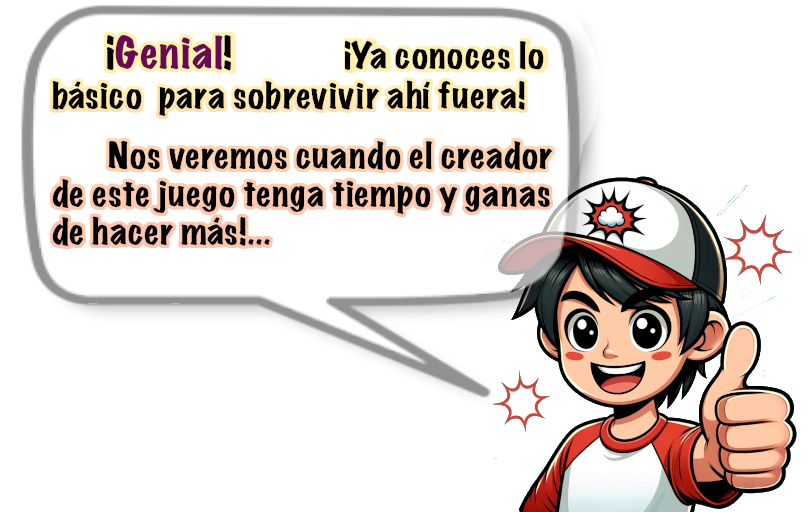 ¡Genial! ¡Ya conoces lo
básico para sobrevivir ahí fuera!
Nos veremos cuando el creador
de este juego tenga tiempo y ganas
de hacer más!...